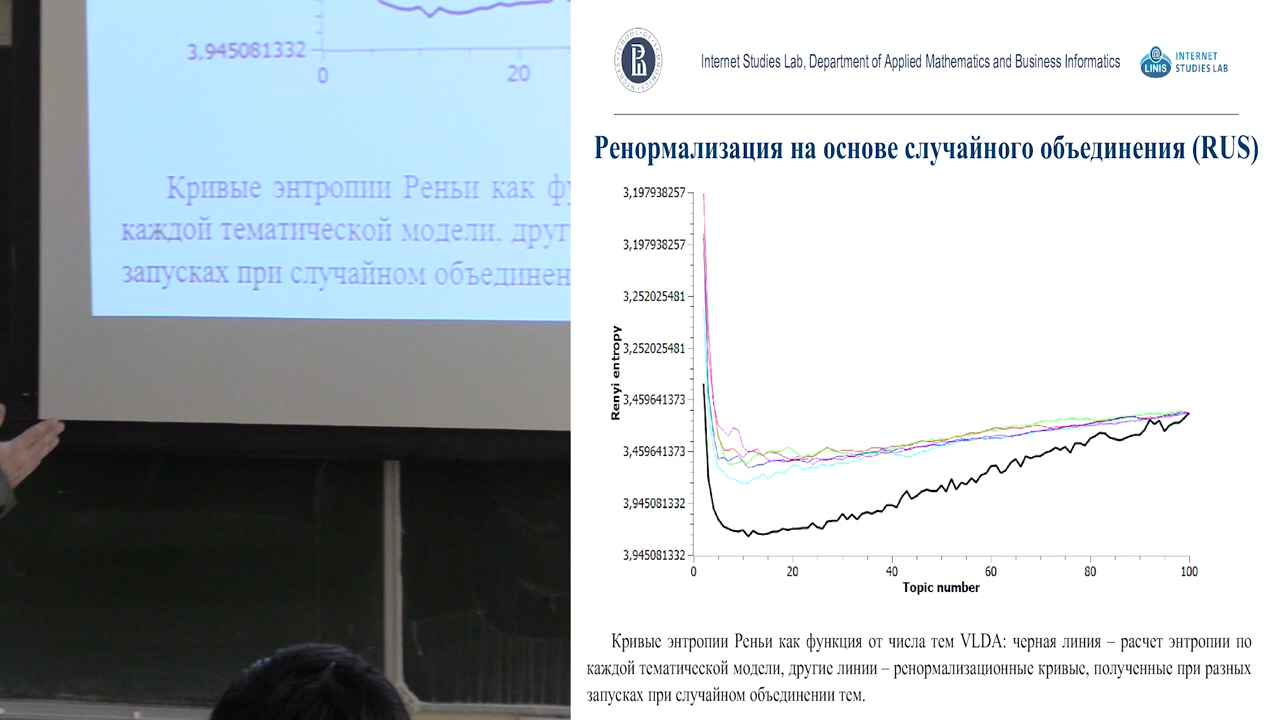 3,945081332
0
20
Кривые энтропии Реньи как
каждой тематической модели, друг
запусках при случайном объединен
Internet Studies Lab, Department of Applied Mathematics and Business Informatics
LINIS
INTERNET
STUDIES LAB
Ренормализация на основе случайного объединения (RUS)
3,197938257
3,197938257
3,252025481
3,252025481
3,459641373
3,459641373
3,945081332
3,945081332
Renyi entropy
0 20 40 60 80 100
Topic number
Кривые энтропии Реньи как функция от числа тем VLDA: черная линия – расчет энтропии по
каждой тематической модели, другие линии – ренормализационные кривые, полученные при разных
запусках при случайном объединении тем.